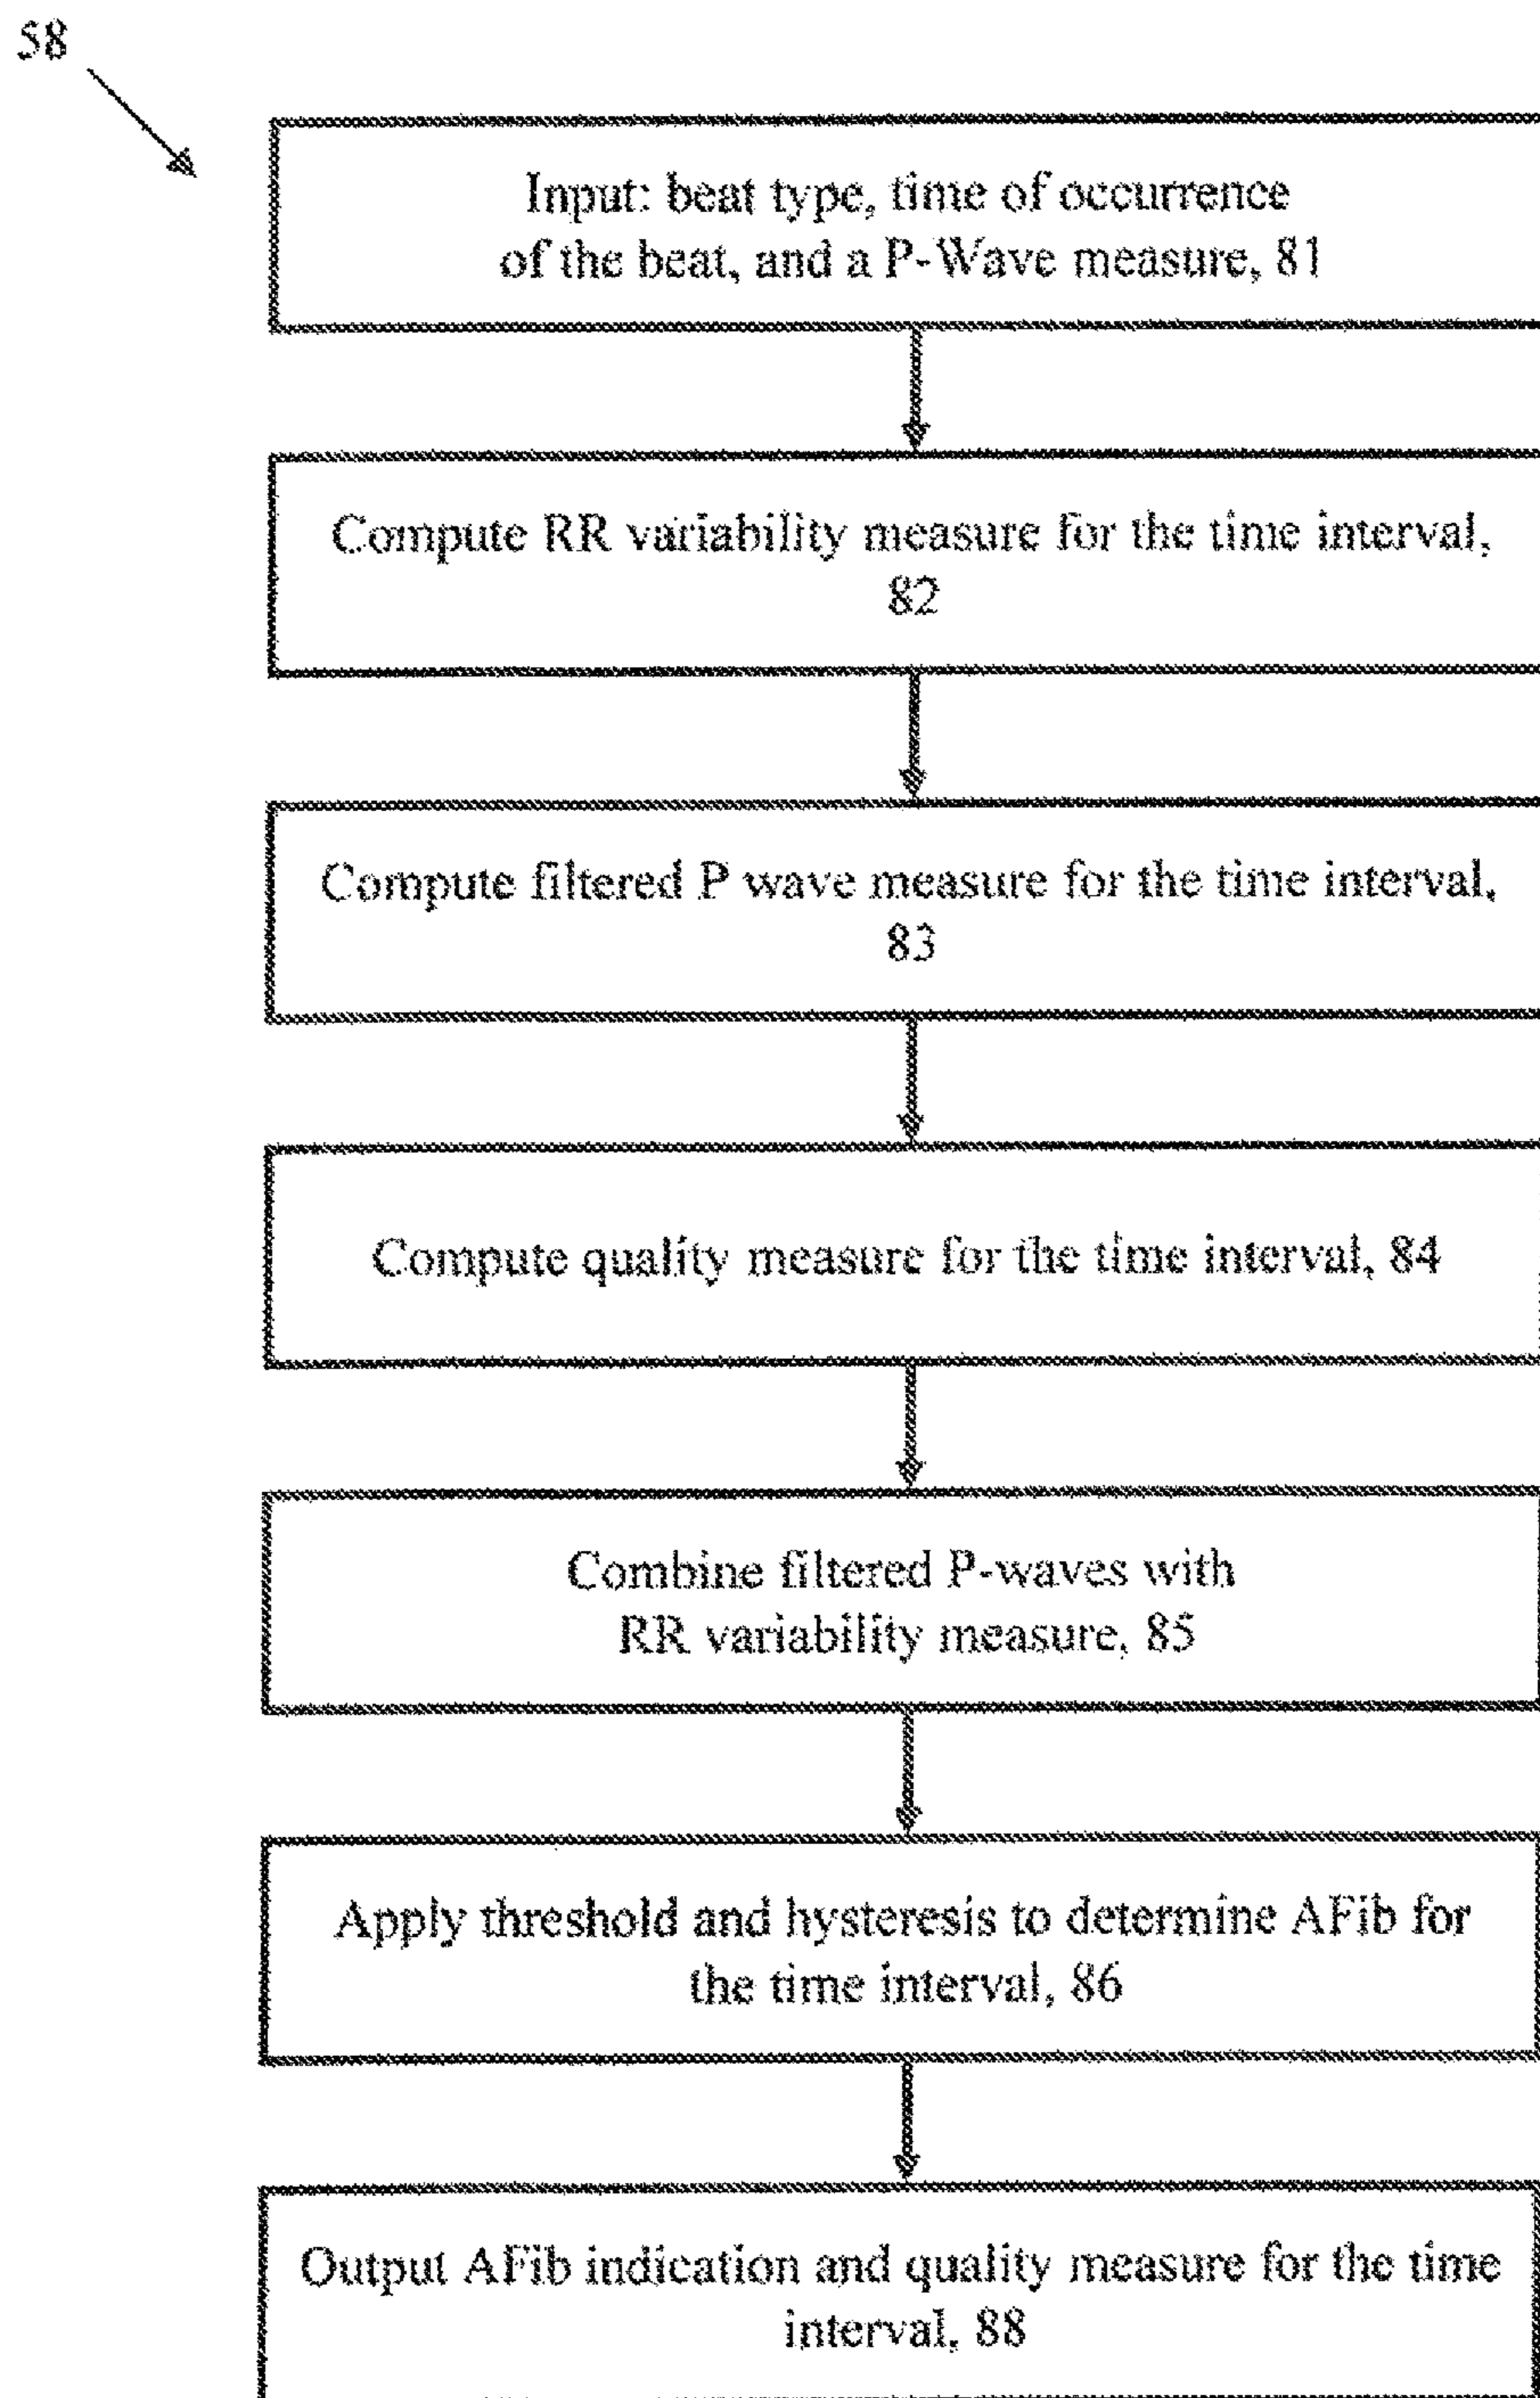 58
Input: beat type, time of occurrence
of the beat, and a P-Wave measure, 81
Compute RR variability measure for the time interval,
82
Compute filtered P wave measure for the time interval,
83
Compute quality measure for the time interval, 84
Combine filtered P-waves with
RR variability measure, 85
Apply threshold and hysteresis to determine AFib for
the time interval, 86
Output AFib indication and quality measure for the time
interval, 88